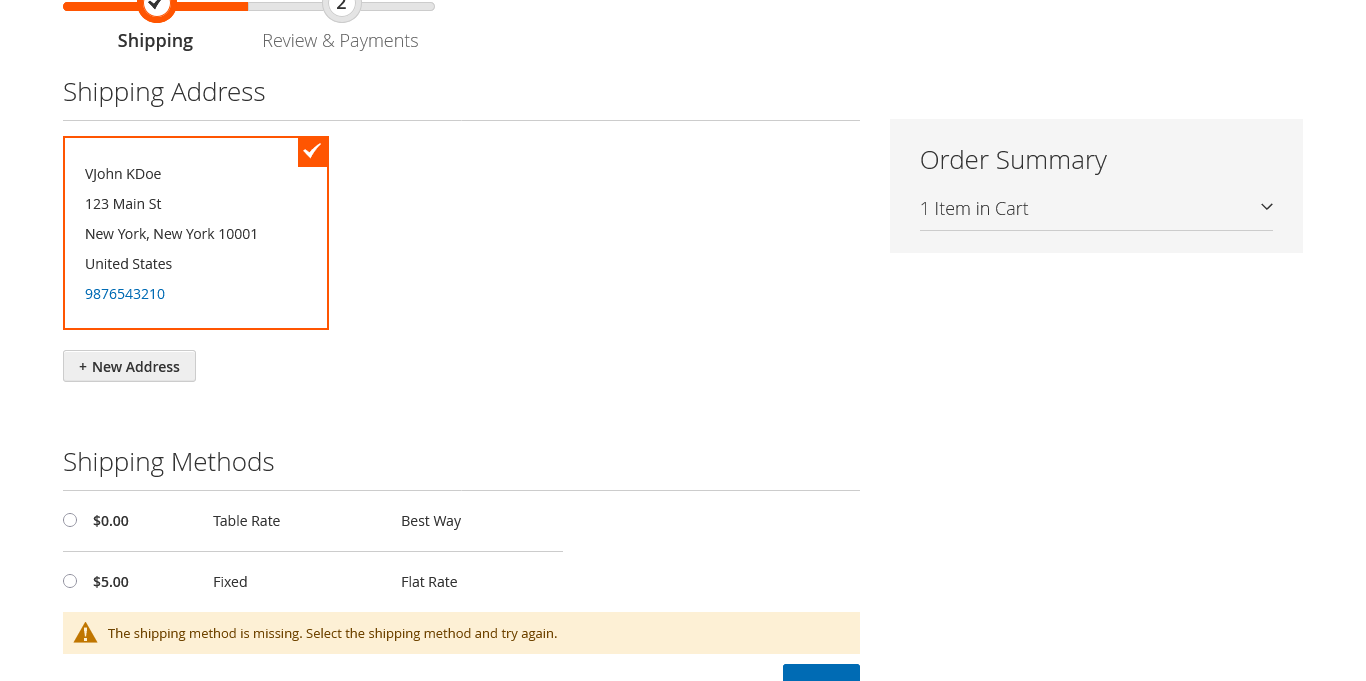 2
Shipping
Review & Payments
Shipping Address
VJohn KDoe
123 Main St
New York, New York 10001
United States
9876543210
+ New Address
Order Summary
1 Item in Cart
Shipping Methods
$0.00 Table Rate Best Way
$5.00 Fixed Flat Rate
The shipping method is missing. Select the shipping method and try again.